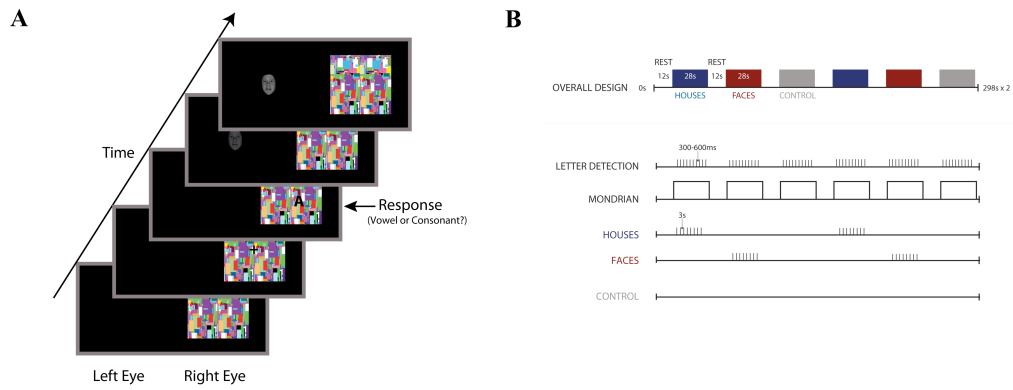 A
Time
A
Response
(Vowel or Consonant?)
+
Left Eye
Right Eye
B
REST
REST
12s
28s
12s
28s
OVERALL DESIGN
0s
298s x 2
HOUSES
FACES
CONTROL
300-600ms
LETTER DETECTION
MONDRIAN
3s
HOUSES
FACES
CONTROL